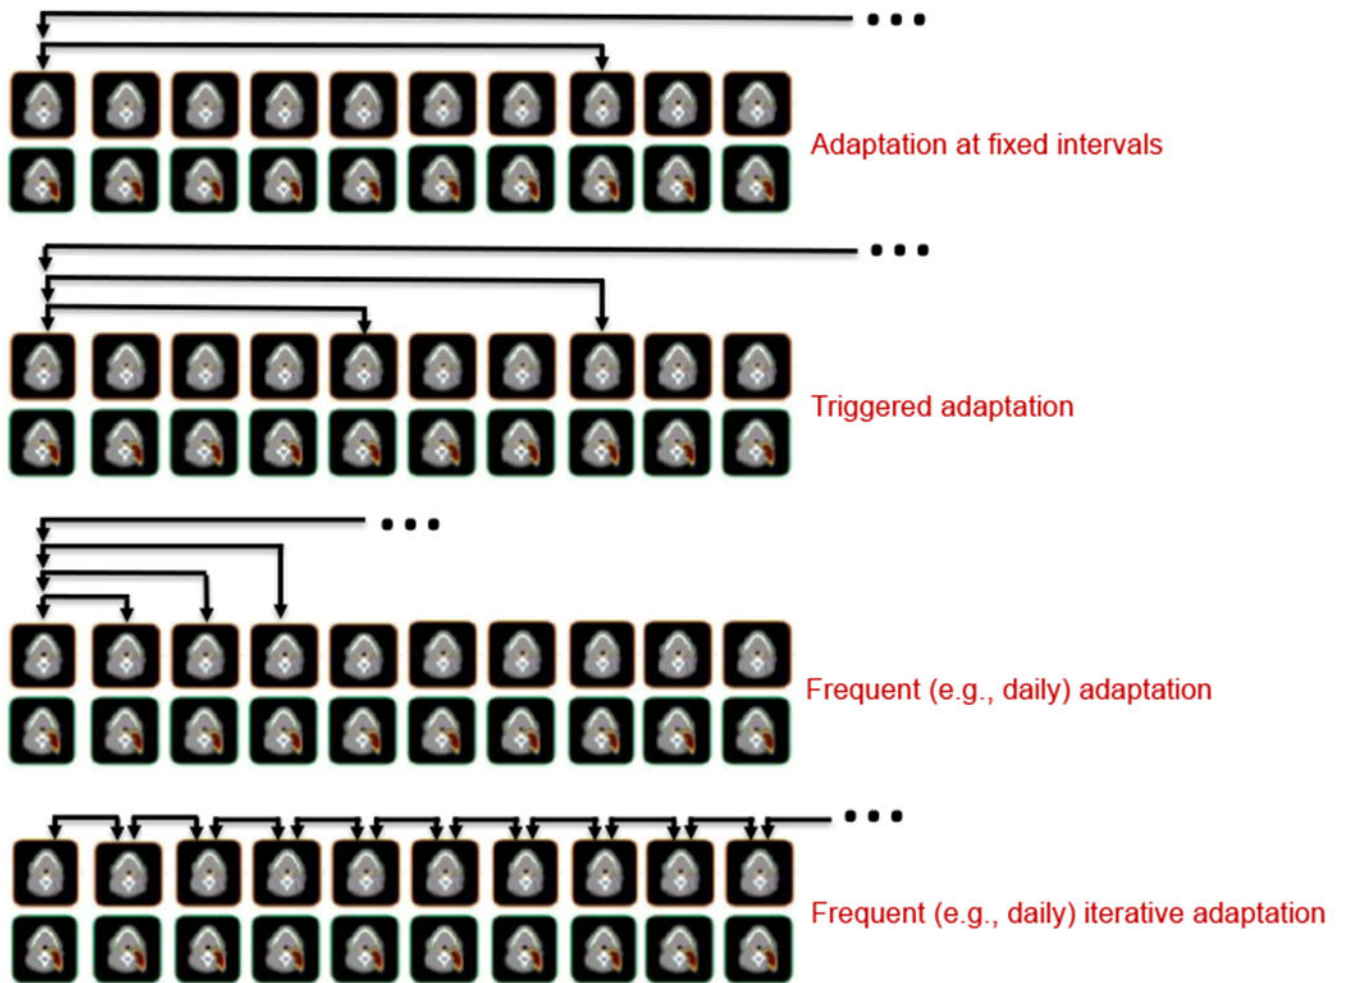 Adaptation at fixed intervals
Triggered adaptation
Frequent (e.g., daily) adaptation
Frequent (e.g., daily) iterative adaptation